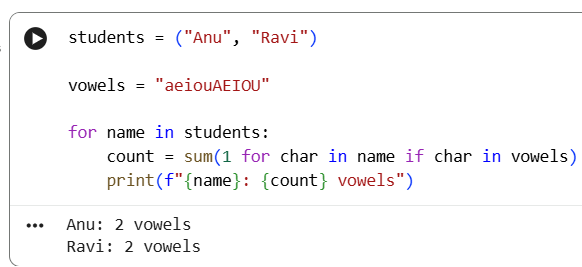 students = ("Anu", "Ravi")
vowels = "aeiouAEIOU"
for name in students:
    count = sum(1 for char in name if char in vowels)
    print(f"{name}: {count} vowels")
Anu: 2 vowels
Ravi: 2 vowels